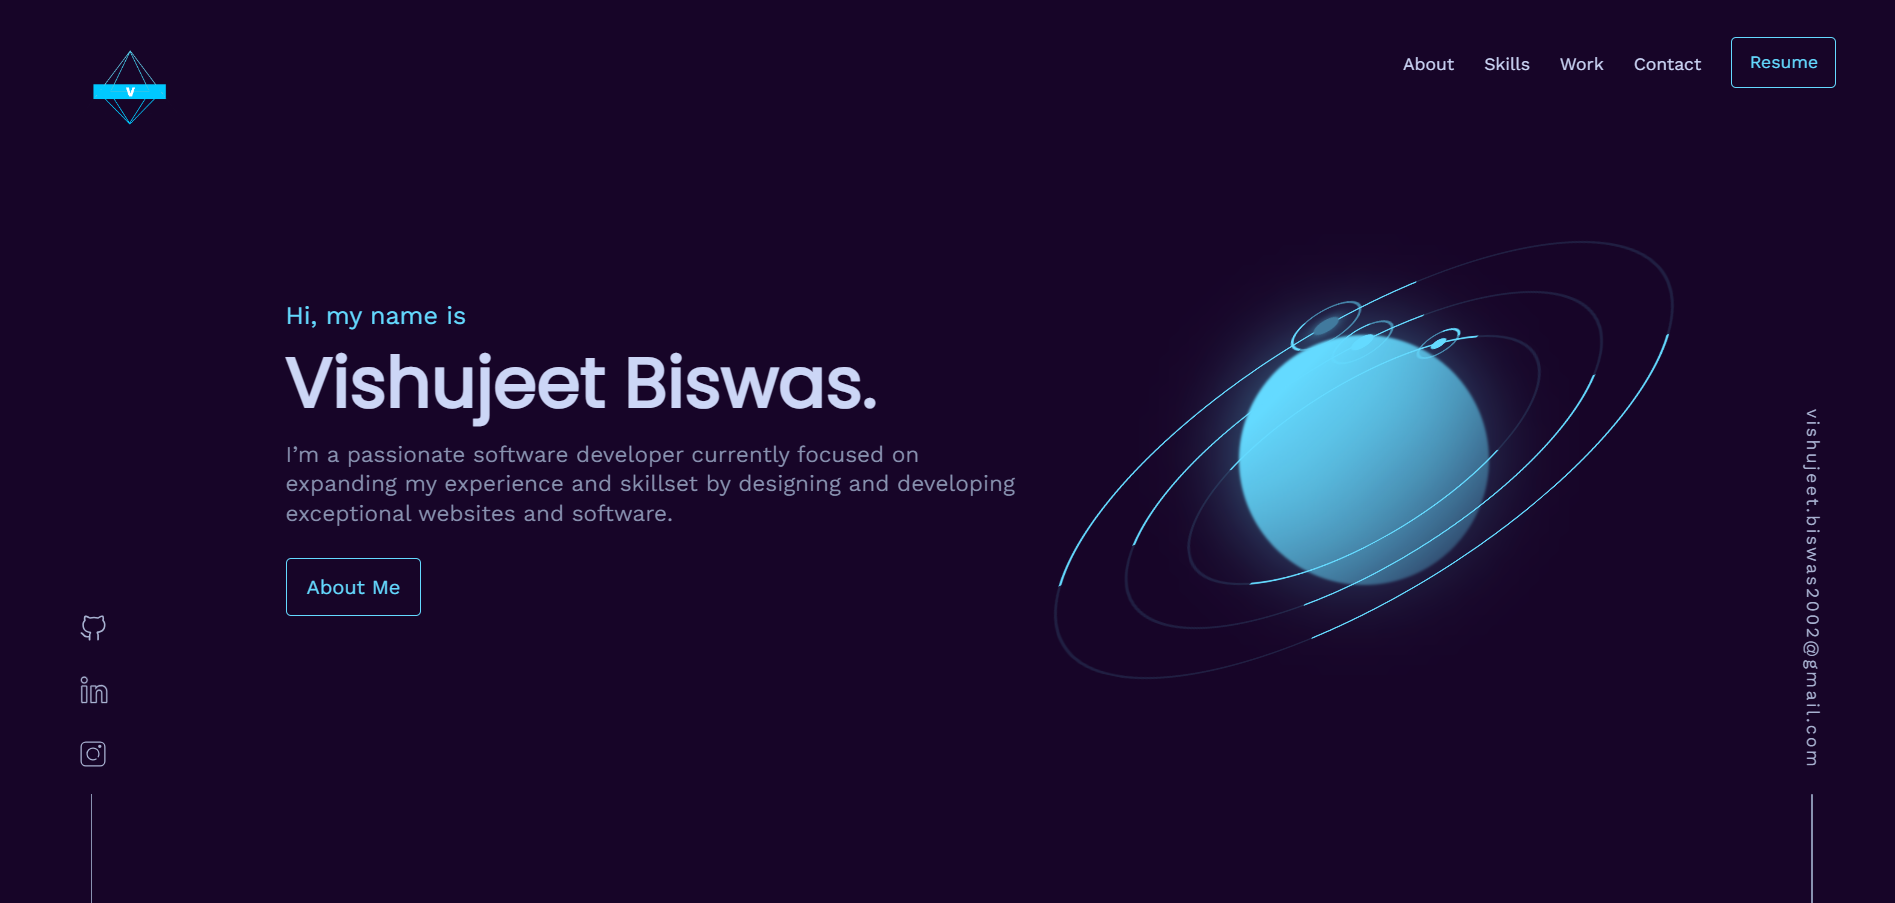 V
About Skills Work Contact Resume
Hi, my name is
Vishujeet Biswas.
I’m a passionate software developer currently focused on
expanding my experience and skillset by designing and developing
exceptional websites and software.
About Me
in
vishujeet.biswas2002@gmail.com